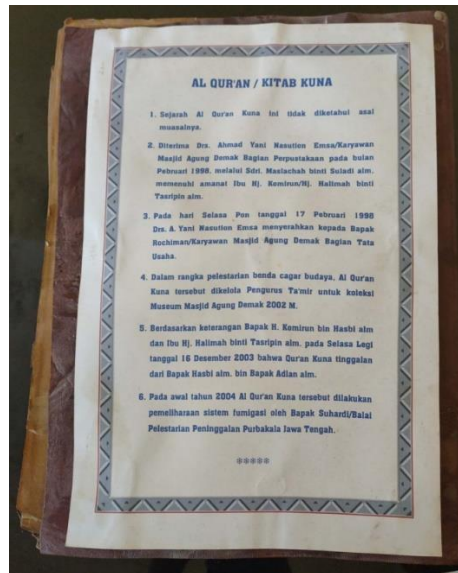 AL QUR'AN / KITAB KUNA
1. Sejarah Al Qur'an Kuna ini tidak diketahui asal
muasalnya.
2. Diterima Drs. Ahmad Yani Nasution Emsa/Karyawan
Masjid Agung Demak Bagian Perpustakaan pada bulan
Pebruari 1998, melalui Sdri. Maslachah binti Suladi alm.
memenuhi amanat Ibu Hj. Kemirun/Hj. Halimah binti
Tasripin alm.
3. Pada hari Selasa Pon tanggal 17 Pebruari 1998
Drs. A. Yani Nasution Emsa menyerahkan kepada Bapak
Rochiman/Karyawan Masjid Agung Demak Bagian Tata
Usaha.
4. Dalam rangka pelestarian benda cagar budaya, Al Qur'an
Kuna tersebut dikelola Pengurus Ta'mir untuk koleksi
Museum Masjid Agung Demak 2002 M.
5. Berdasarkan keterangan Bapak H. Kemirun bin Hasbi alm
dan Ibu Hj. Halimah binti Tasripin alm. pada Selasa Legi
tanggal 16 Desember 2003 bahwa Qur'an Kuna tinggalan
dari Bapak Hasbi alm. bin Bapak Adlan alm.
6. Pada awal tahun 2004 Al Qur'an Kuna tersebut dilakukan
pemeliharaan sistem fumigasi oleh Bapak Suhardi/Balai
Pelestarian Peninggalan Purbakala Jawa Tengah.
*****